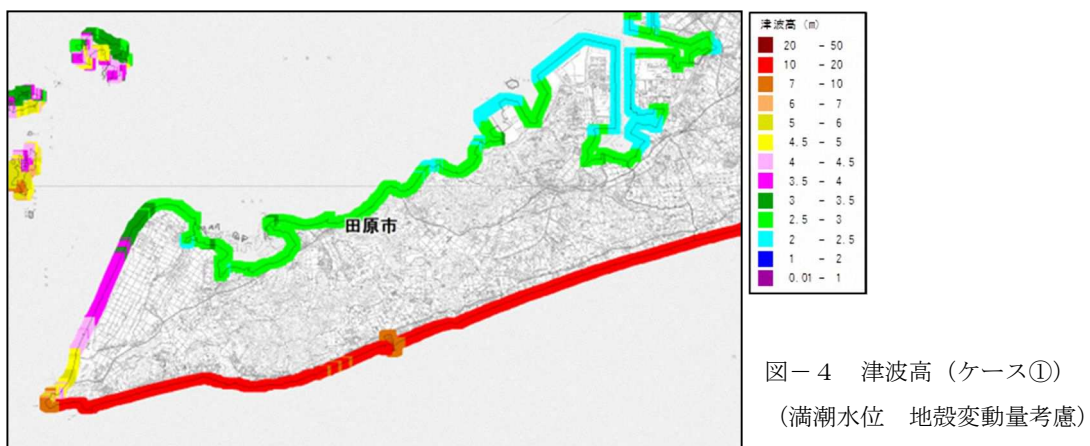 津波高 (m)
20 - 50
10 - 20
7 - 10
6 - 7
5 - 6
4.5 - 5
4 - 4.5
3.5 - 4
3 - 3.5
2.5 - 3
2 - 2.5
1 - 2
0.01 - 1
田原市
図－４　津波高（ケース①）
（満潮水位　地殻変動量考慮）